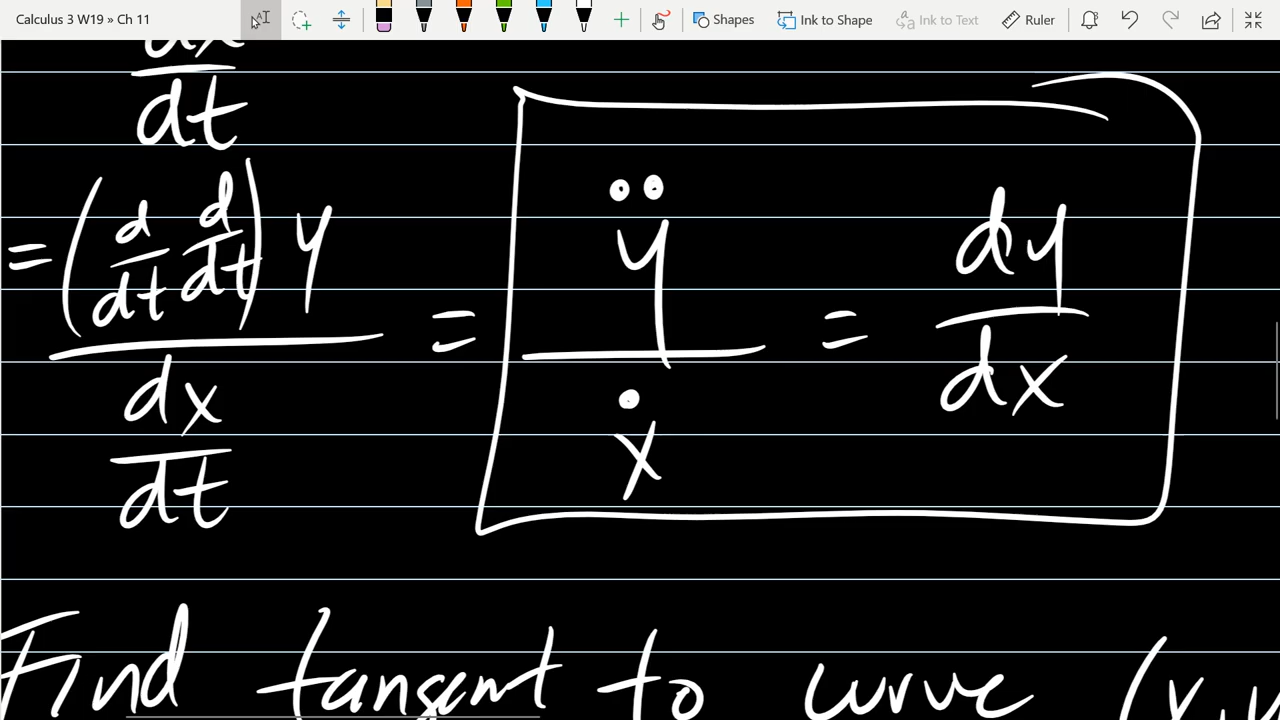 Calculus 3 W19 » Ch 11
Shapes Ink to Shape Ink to Text Ruler
dx/dt
= (d/dt d/dt) y / (dx/dt) = ÿ/ẋ = dy/dx
Find tangent to curve (x, y